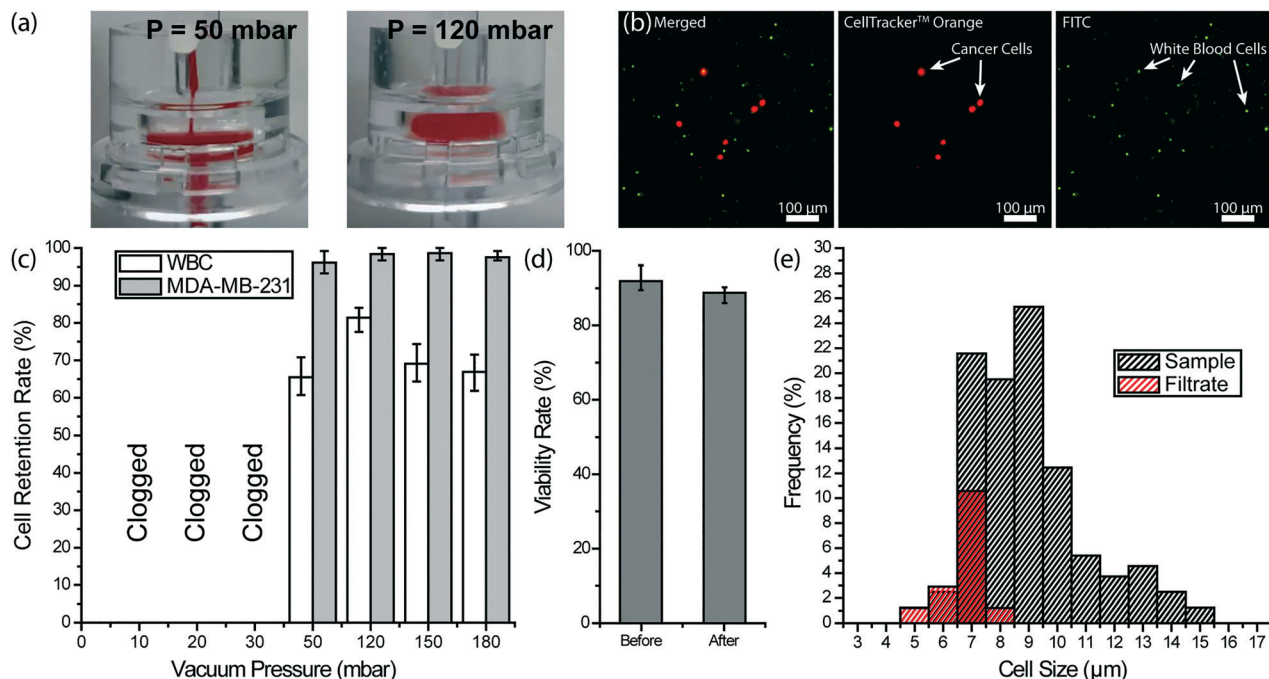 (a)
P = 50 mbar
P = 120 mbar
(b)
Merged
CellTracker™ Orange
FITC
Cancer Cells
White Blood Cells
100 µm
100 µm
100 µm
(c)
WBC
MDA-MB-231
Cell Retention Rate (%)
100
90
80
70
60
50
40
30
20
10
0
Clogged
Clogged
Clogged
0
10
20
30
50
120
150
180
Vacuum Pressure (mbar)
(d)
Viability Rate (%)
100
80
60
40
20
0
Before
After
(e)
Sample
Filtrate
Frequency (%)
30
28
26
24
22
20
18
16
14
12
10
8
6
4
2
0
3 4 5 6 7 8 9 10 11 12 13 14 15 16 17
Cell Size (µm)